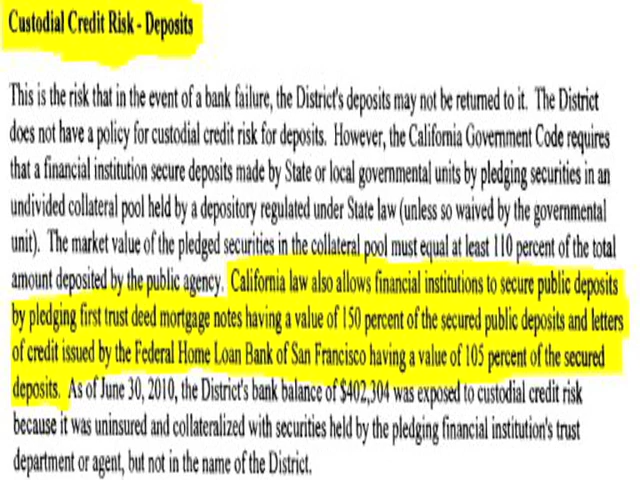 Custodial Credit Risk - Deposits
This is the risk that in the event of a bank failure, the District's deposits may not be returned to it. The District
does not have a policy for custodial credit risk for deposits. However, the California Government Code requires
that a financial institution secure deposits made by State or local governmental units by pledging securities in an
undivided collateral pool held by a depository regulated under State law (unless so waived by the governmental
unit). The market value of the pledged securities in the collateral pool must equal at least 110 percent of the total
amount deposited by the public agency. California law also allows financial institutions to secure public deposits
by pledging first trust deed mortgage notes having a value of 150 percent of the secured public deposits and letters
of credit issued by the Federal Home Loan Bank of San Francisco having a value of 105 percent of the secured
deposits. As of June 30, 2010, the District's bank balance of $402,304 was exposed to custodial credit risk
because it was uninsured and collateralized with securities held by the pledging financial institution's trust
department or agent, but not in the name of the District.